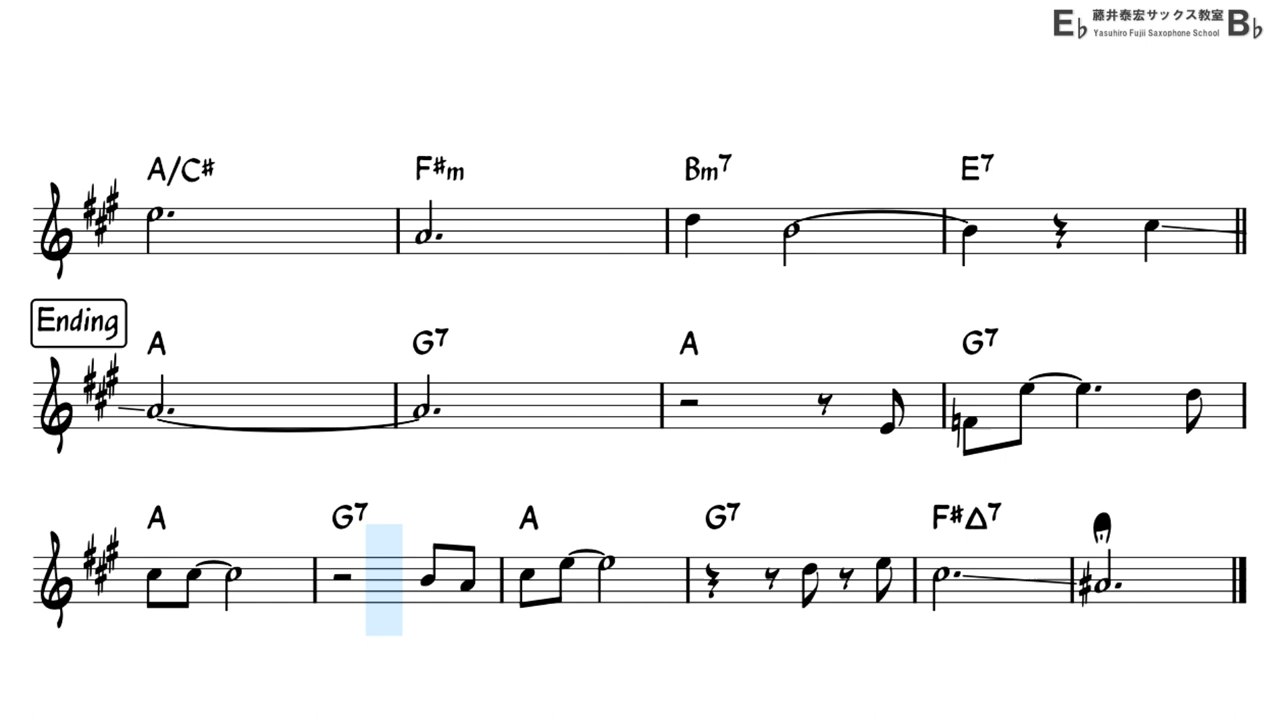 E♭ 藤井泰宏サックス教室 B♭
Yasuhiro Fujii Saxophone School
A/C# F#m Bm7 E7
Ending
A G7 A G7
A G7 A G7 F#△7